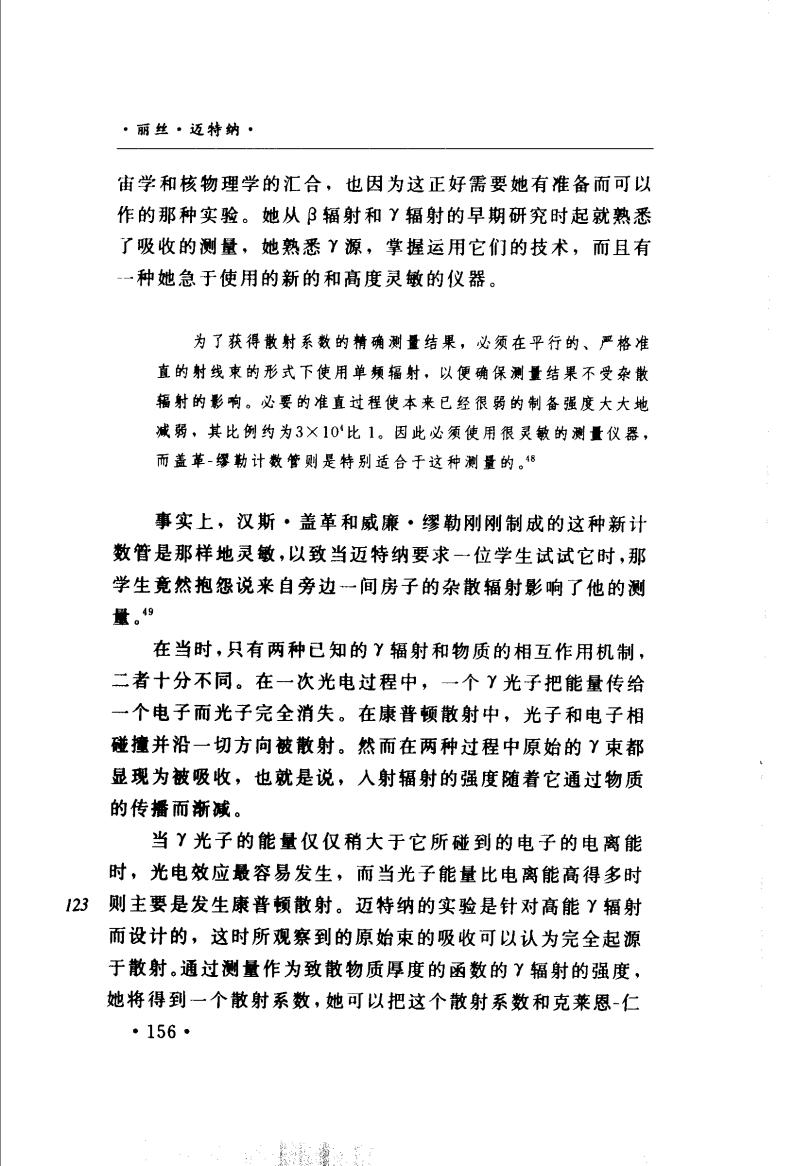 ·丽丝·迈特纳·
宙学和核物理学的汇合，也因为这正好需要她有准备而可以
作的那种实验。她从β辐射和γ辐射的早期研究时起就熟悉
了吸收的测量，她熟悉γ源，掌握运用它们的技术，而且有
一种她急于使用的新的和高度灵敏的仪器。
为了获得散射系数的精确测量结果，必须在平行的、严格准
直的射线束的形式下使用单频辐射，以便确保测量结果不受杂散
辐射的影响。必要的准直过程使本来已经很弱的制备强度大大地
减弱，其比例约为3×10⁴比 1。因此必须使用很灵敏的测量仪器，
而盖革-缪勒计数管则是特别适合于这种测量的。⁴⁸
事实上，汉斯·盖革和威廉·缪勒刚刚制成的这种新计
数管是那样地灵敏，以致当迈特纳要求一位学生试试它时，那
学生竟然抱怨说来自旁边一间房子的杂散辐射影响了他的测
量。⁴⁹
在当时，只有两种已知的γ辐射和物质的相互作用机制，
二者十分不同。在一次光电过程中，一个γ光子把能量传给
一个电子而光子完全消失。在康普顿散射中，光子和电子相
碰撞并沿一切方向被散射。然而在两种过程中原始的γ束都
显现为被吸收，也就是说，入射辐射的强度随着它通过物质
的传播而渐减。
当γ光子的能量仅仅稍大于它所碰到的电子的电离能
时，光电效应最容易发生，而当光子能量比电离能高得多时
123 则主要是发生康普顿散射。迈特纳的实验是针对高能γ辐射
而设计的，这时所观察到的原始束的吸收可以认为完全起源
于散射。通过测量作为致散物质厚度的函数的γ辐射的强度，
她将得到一个散射系数，她可以把这个散射系数和克莱恩-仁
·156·